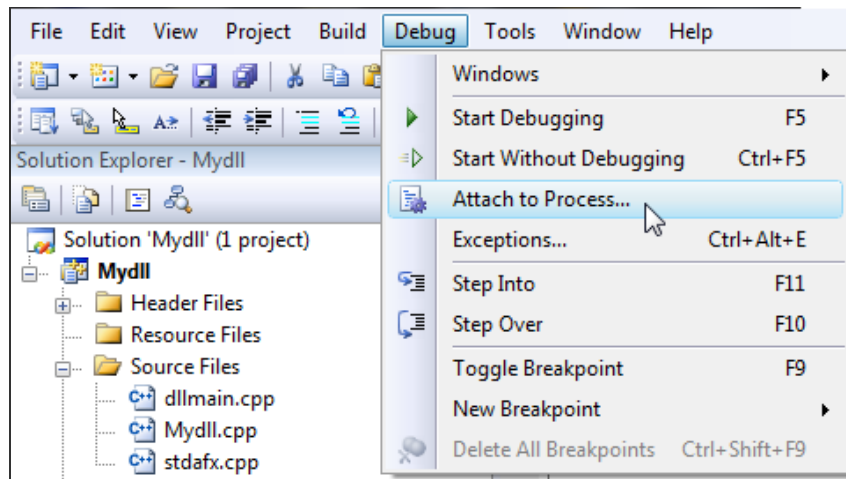 File Edit View Project Build Debug Tools Window Help
Windows
Start Debugging F5
Solution Explorer - Mydll
Start Without Debugging Ctrl+F5
Attach to Process...
Solution 'Mydll' (1 project)
Exceptions... Ctrl+Alt+E
Mydll
Step Into F11
Header Files
Step Over F10
Resource Files
Source Files
Toggle Breakpoint F9
dllmain.cpp
New Breakpoint
Mydll.cpp
Delete All Breakpoints Ctrl+Shift+F9
stdafx.cpp